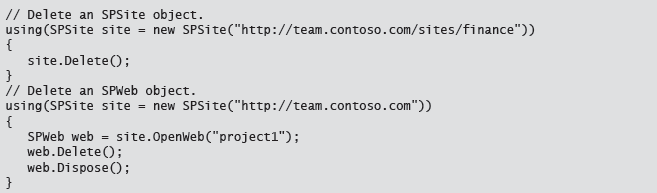 // Delete an SPSite object.
using(SPSite site = new SPSite("http://team.contoso.com/sites/finance"))
{
   site.Delete();
}
// Delete an SPWeb object.
using(SPSite site = new SPSite("http://team.contoso.com"))
{
   SPWeb web = site.OpenWeb("project1");
   web.Delete();
   web.Dispose();
}